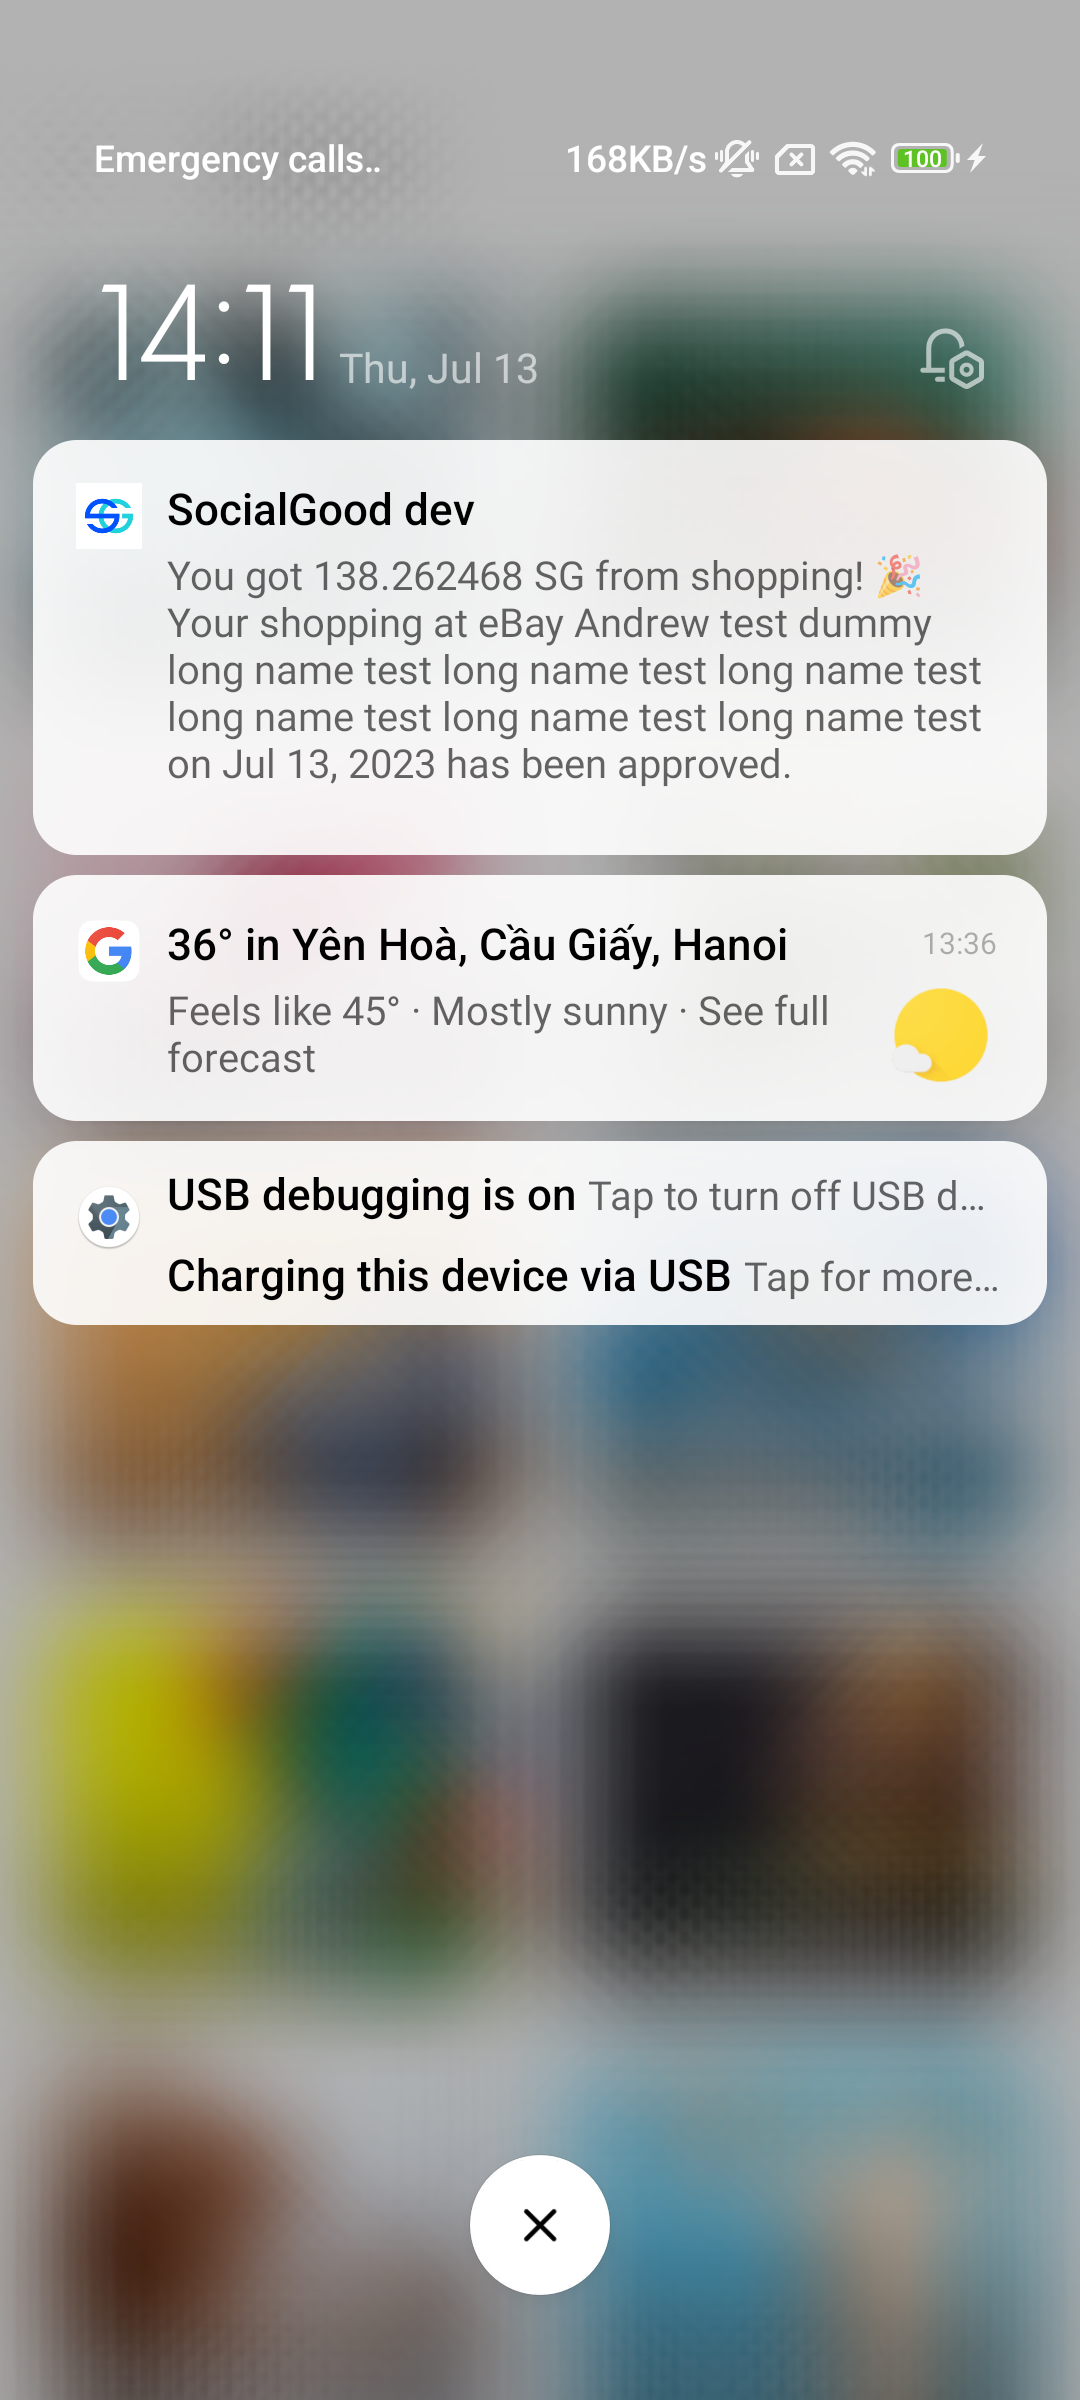 Emergency calls.. 168KB/s 100
14:11 Thu, Jul 13
SocialGood dev
You got 138.262468 SG from shopping! 🎉
Your shopping at eBay Andrew test dummy
long name test long name test long name test
long name test long name test long name test
on Jul 13, 2023 has been approved.
36° in Yên Hoà, Cầu Giấy, Hanoi 13:36
Feels like 45° · Mostly sunny · See full
forecast
USB debugging is on Tap to turn off USB d...
Charging this device via USB Tap for more...